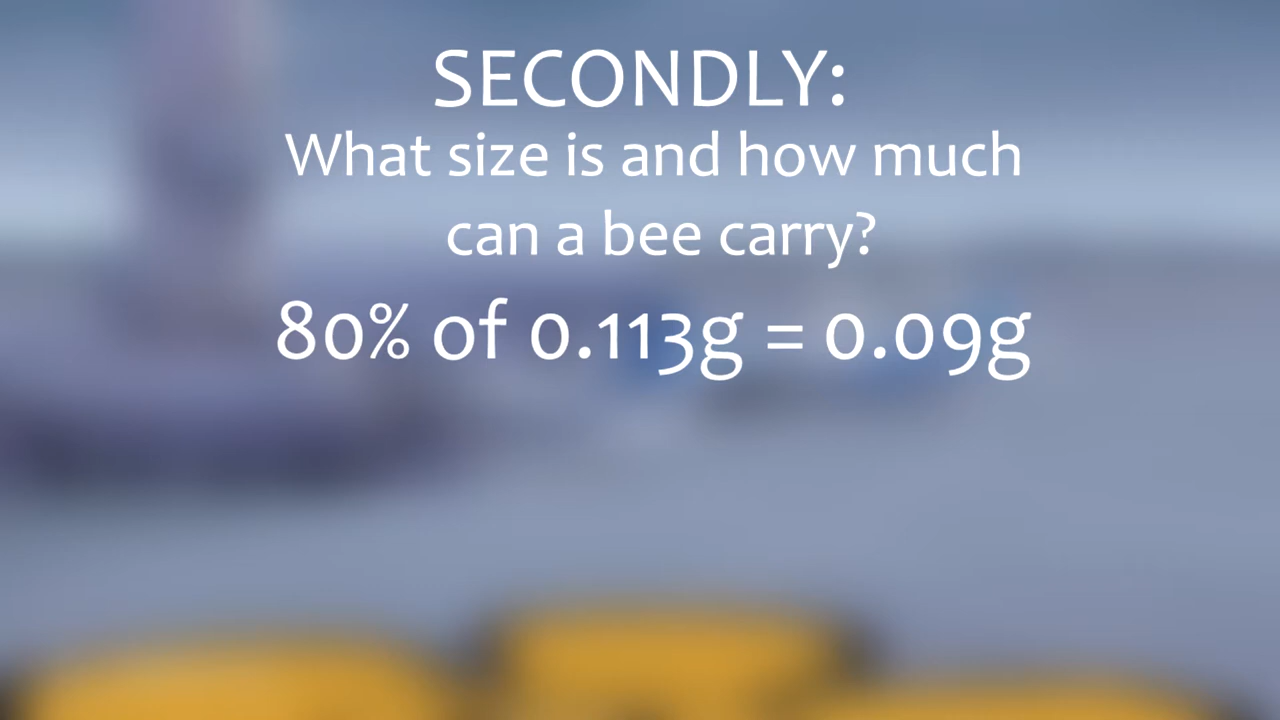 SECONDLY:
What size is and how much
can a bee carry?
80% of 0.113g = 0.09g